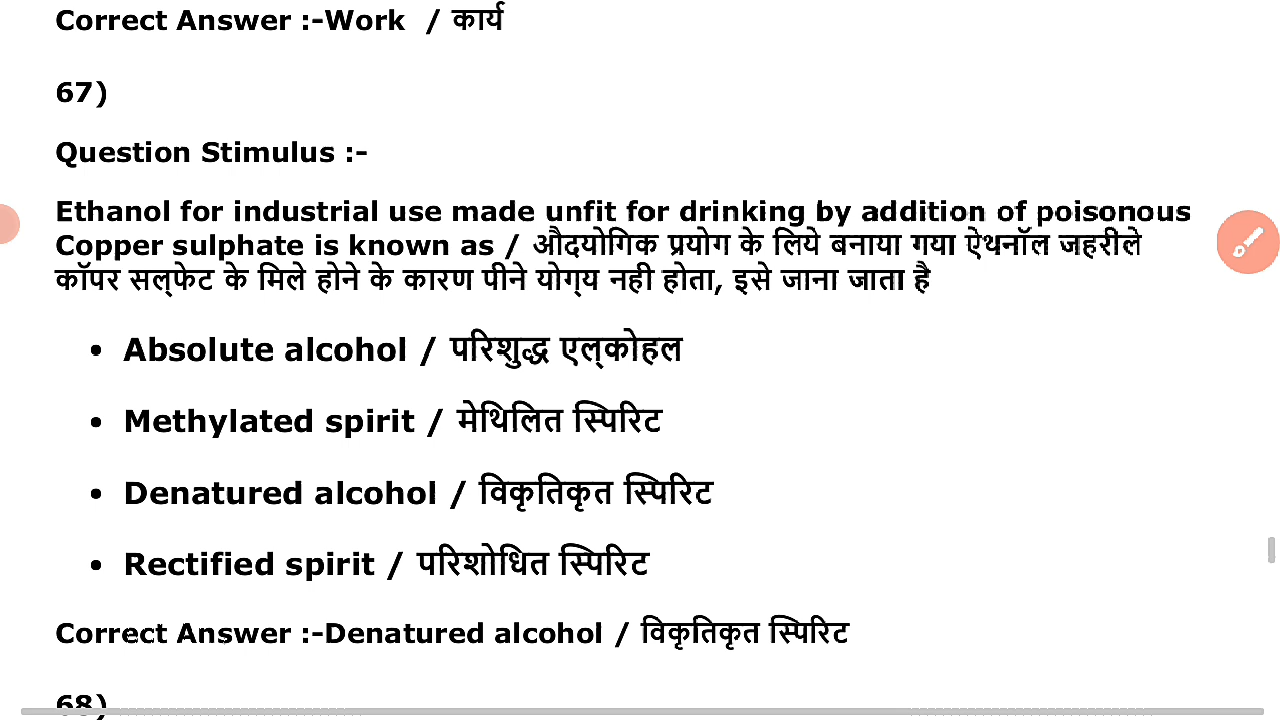 Correct Answer :-Work / कार्य
67)
Question Stimulus :-
Ethanol for industrial use made unfit for drinking by addition of poisonous
Copper sulphate is known as / औदयोगिक प्रयोग के लिये बनाया गया ऐथनॉल जहरीले
कॉपर सल्‌फेट के मिले होने के कारण पीने योग्‌य नही होता, इसे जाना जाता है
• Absolute alcohol / परिशुद्ध एल्‌कोहल
• Methylated spirit / मेथिलित स्पिरिट
• Denatured alcohol / विकृतिकृत स्पिरिट
• Rectified spirit / परिशोधित स्पिरिट
Correct Answer :-Denatured alcohol / विकृतिकृत स्पिरिट
68)